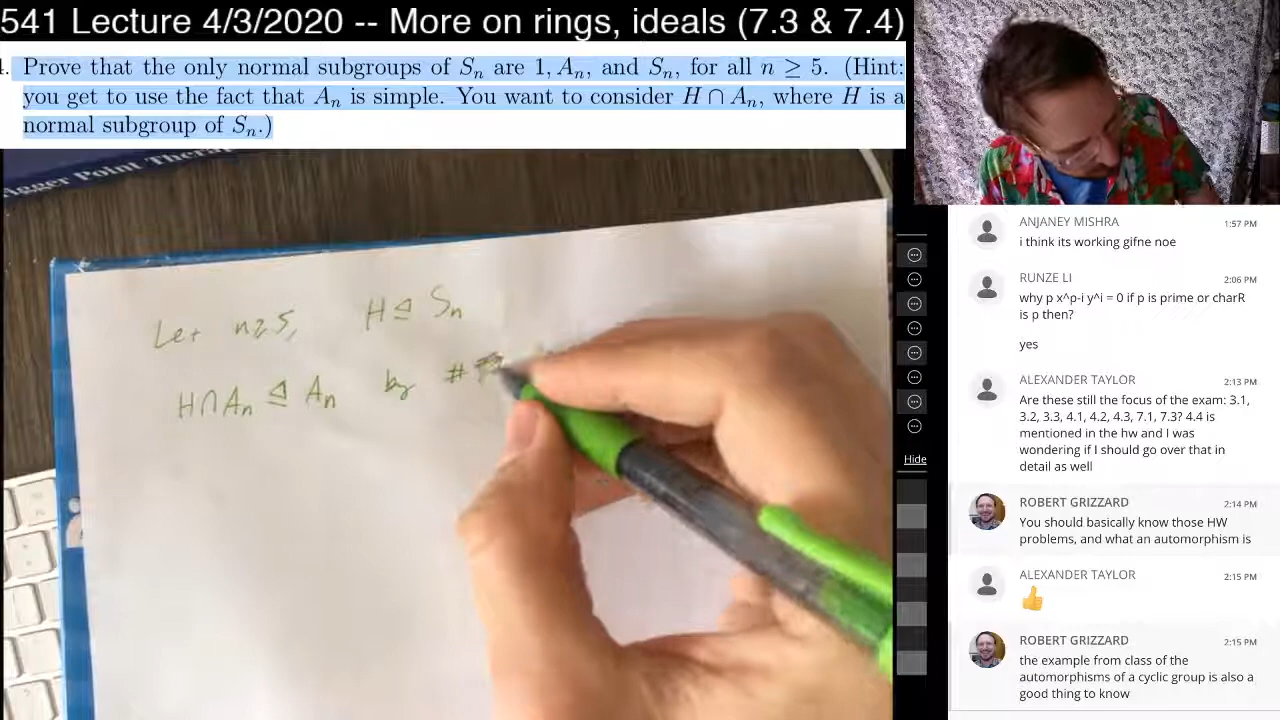 541 Lecture 4/3/2020 -- More on rings, ideals (7.3 & 7.4)
Prove that the only normal subgroups of Sₙ are 1, Aₙ, and Sₙ, for all n ≥ 5. (Hint:
you get to use the fact that Aₙ is simple. You want to consider H ∩ Aₙ, where H is a
normal subgroup of Sₙ.)
Let n≥5, H ⊴ Sₙ
H∩Aₙ ⊴ Aₙ by #
ANJANEY MISHRA 1:57 PM
i think its working gifne noe
RUNZE LI 2:06 PM
why p x^p-i y^i = 0 if p is prime or charR
is p then?
yes
ALEXANDER TAYLOR 2:13 PM
Are these still the focus of the exam: 3.1,
3.2, 3.3, 4.1, 4.2, 4.3, 7.1, 7.3? 4.4 is
mentioned in the hw and I was
wondering if I should go over that in
detail as well
Hide
ROBERT GRIZZARD 2:14 PM
You should basically know those HW
problems, and what an automorphism is
ALEXANDER TAYLOR 2:15 PM
👍
ROBERT GRIZZARD 2:15 PM
the example from class of the
automorphisms of a cyclic group is also a
good thing to know